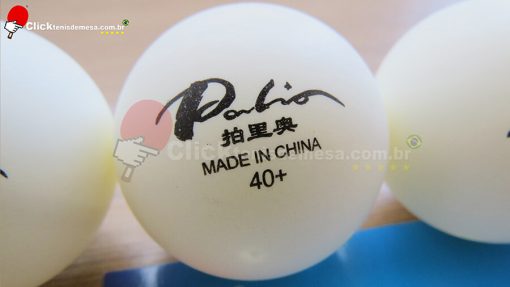 Clicktenisdemesa.com.br
Palio
拍里奥
Clicktenisdemesa.com.br
MADE IN CHINA
40+